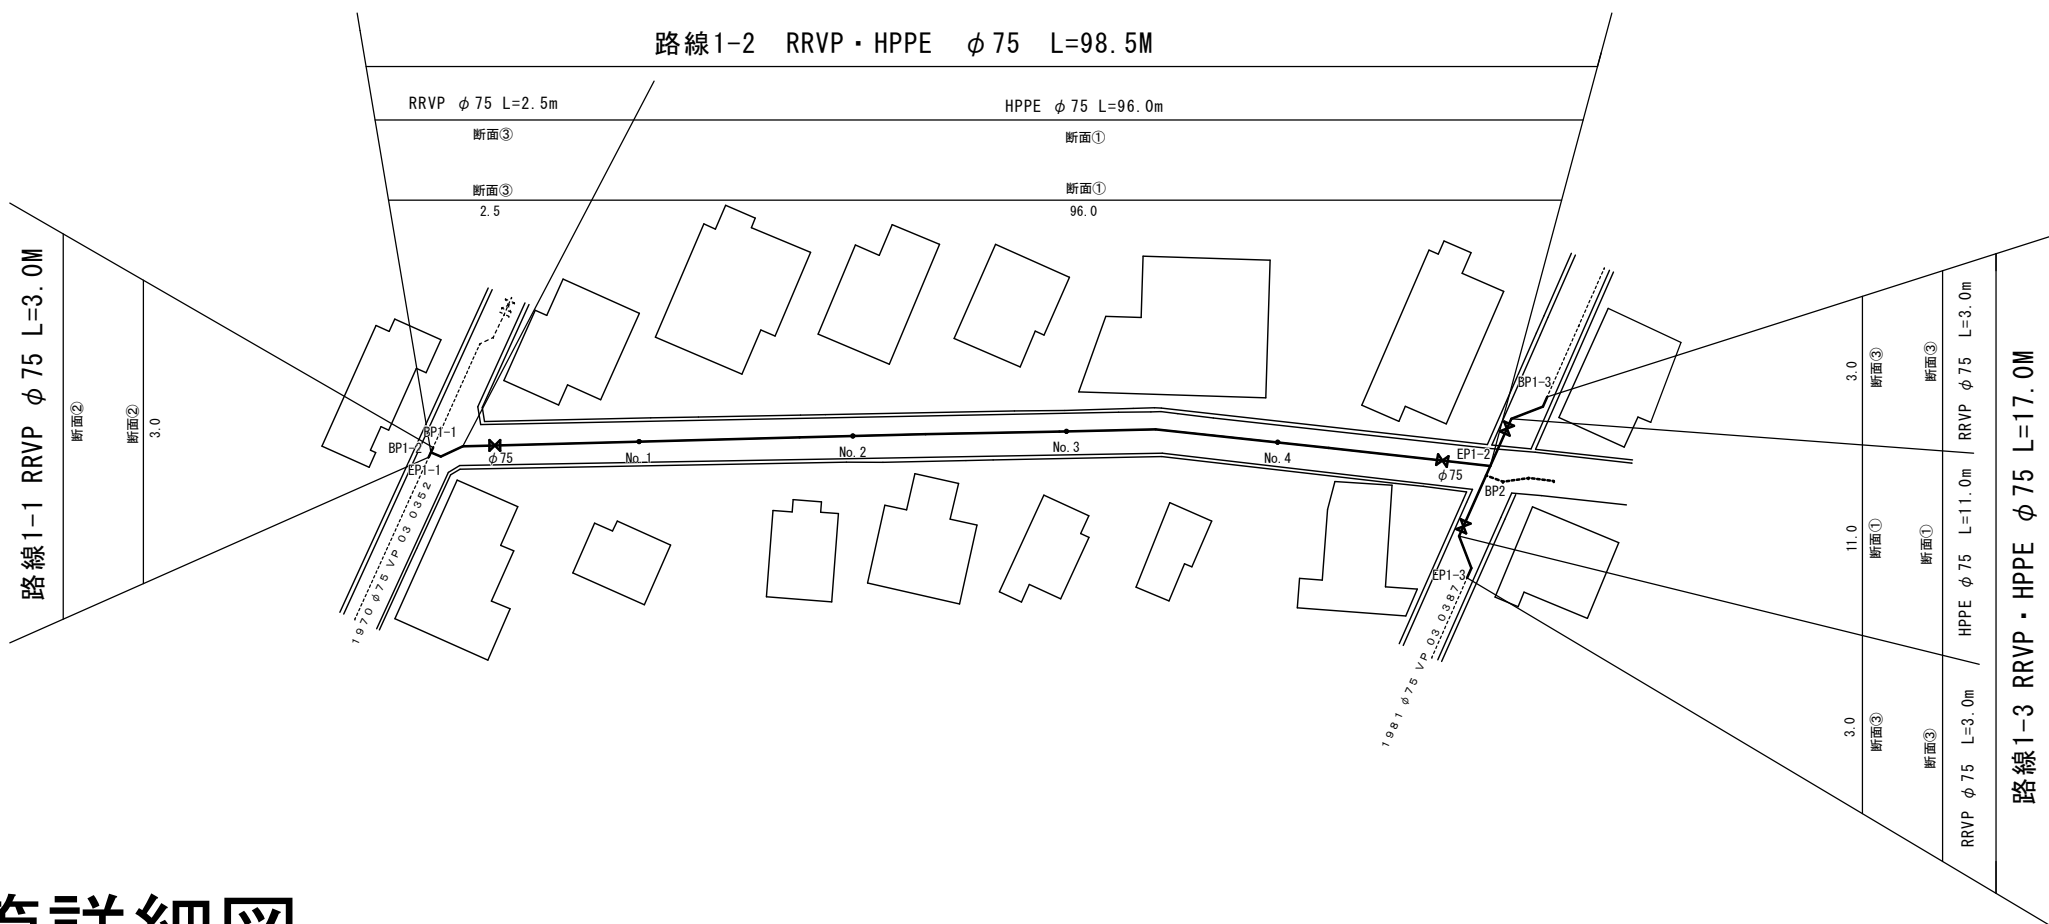 路線1-2 RRVP・HPPE φ75 L=98.5M
RRVP φ75 L=2.5m
HPPE φ75 L=96.0m
断面③
断面①
断面③
断面①
2.5
96.0
路線1-1 RRVP φ75 L=3.0M
断面②
断面②
3.0
BP1-1
BP1-2
EP1-1
φ75
No.1
No.2
No.3
No.4
φ75
EP1-2
BP1-3
BP2
EP1-3
1970 φ75 VP 03 0352
1981 φ75 VP 03 0387
3.0
断面③
断面③
RRVP φ75 L=3.0m
11.0
断面①
断面①
HPPE φ75 L=11.0m
3.0
断面③
断面③
RRVP φ75 L=3.0m
路線1-3 RRVP・HPPE φ75 L=17.0M
詳細図